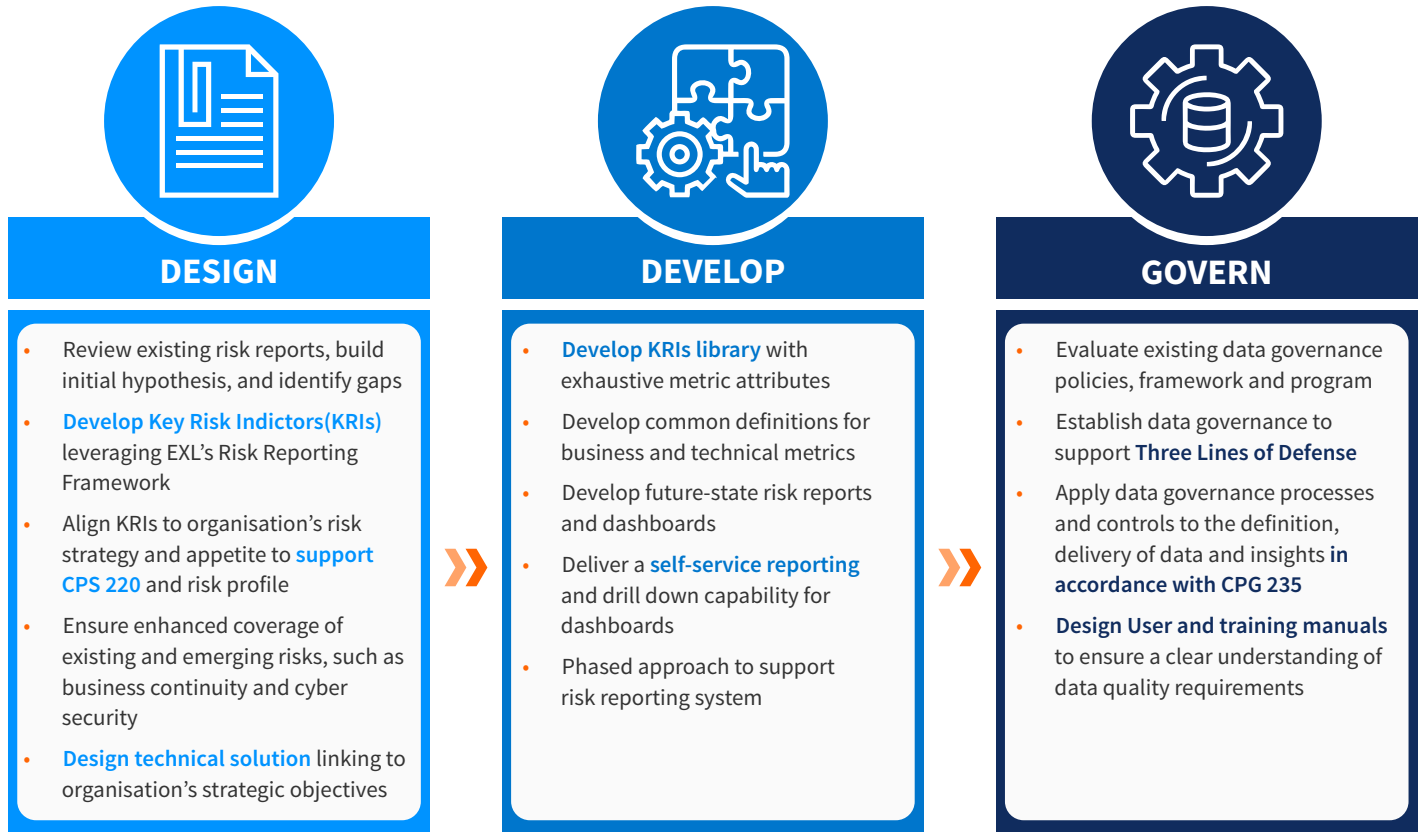 DESIGN
• Review existing risk reports, build
initial hypothesis, and identify gaps
• Develop Key Risk Indictors(KRIs)
leveraging EXL’s Risk Reporting
Framework
• Align KRIs to organisation’s risk
strategy and appetite to support
CPS 220 and risk profile
• Ensure enhanced coverage of
existing and emerging risks, such as
business continuity and cyber
security
• Design technical solution linking to
organisation’s strategic objectives
DEVELOP
• Develop KRIs library with
exhaustive metric attributes
• Develop common definitions for
business and technical metrics
• Develop future-state risk reports
and dashboards
• Deliver a self-service reporting
and drill down capability for
dashboards
• Phased approach to support
risk reporting system
GOVERN
• Evaluate existing data governance
policies, framework and program
• Establish data governance to
support Three Lines of Defense
• Apply data governance processes
and controls to the definition,
delivery of data and insights in
accordance with CPG 235
• Design User and training manuals
to ensure a clear understanding of
data quality requirements